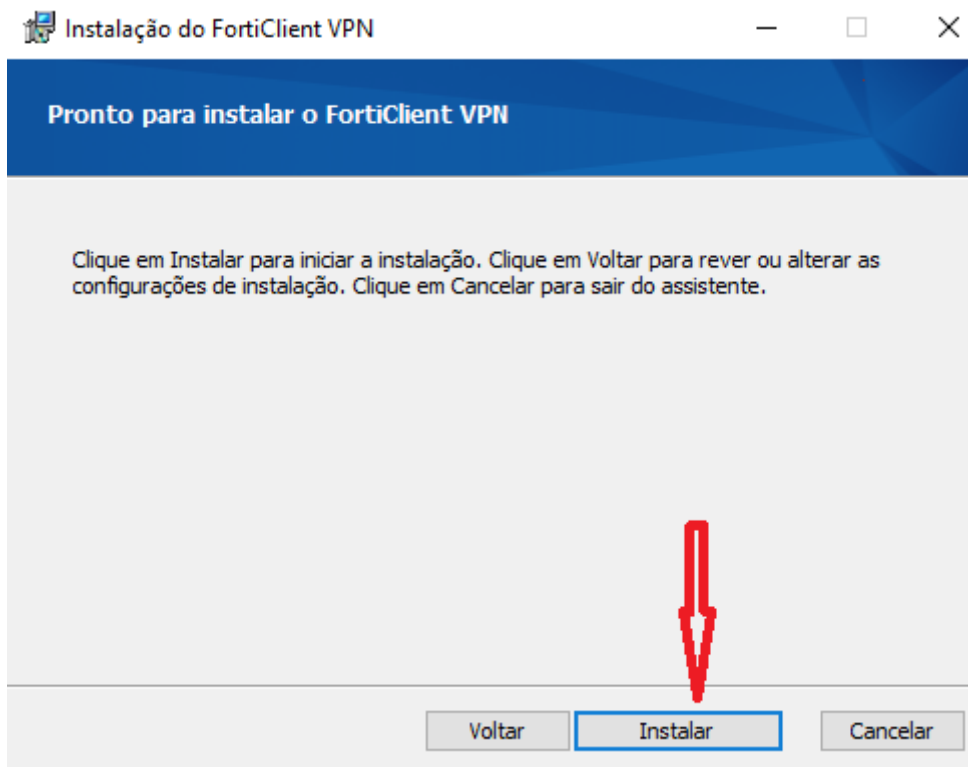 Instalação do FortiClient VPN
Pronto para instalar o FortiClient VPN
Clique em Instalar para iniciar a instalação. Clique em Voltar para rever ou alterar as
configurações de instalação. Clique em Cancelar para sair do assistente.
Voltar
Instalar
Cancelar